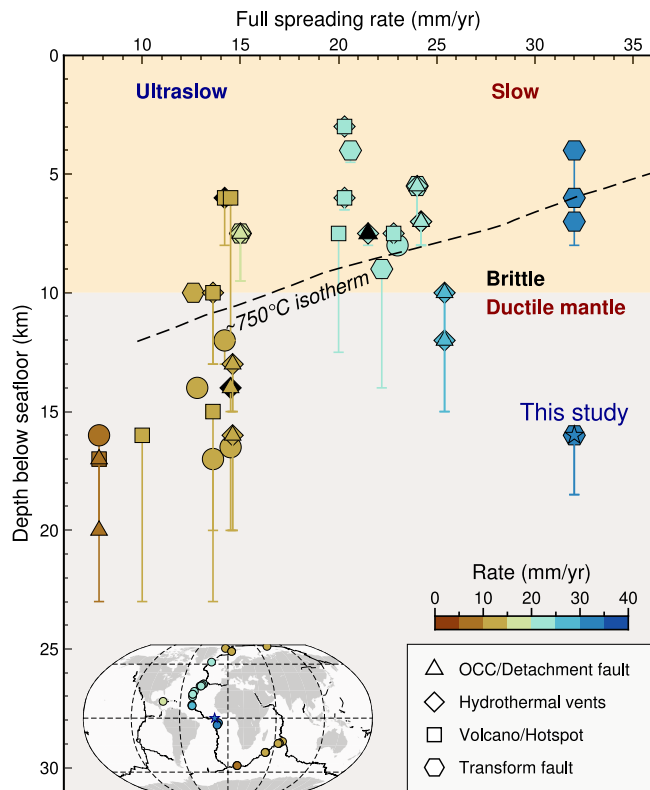 Full spreading rate (mm/yr)
10 15 20 25 30 35
0
5
10
15
20
25
30
Depth below seafloor (km)
Ultraslow
Slow
~750°C isotherm
Brittle
Ductile mantle
This study
Rate (mm/yr)
0 10 20 30 40
OCC/Detachment fault
Hydrothermal vents
Volcano/Hotspot
Transform fault